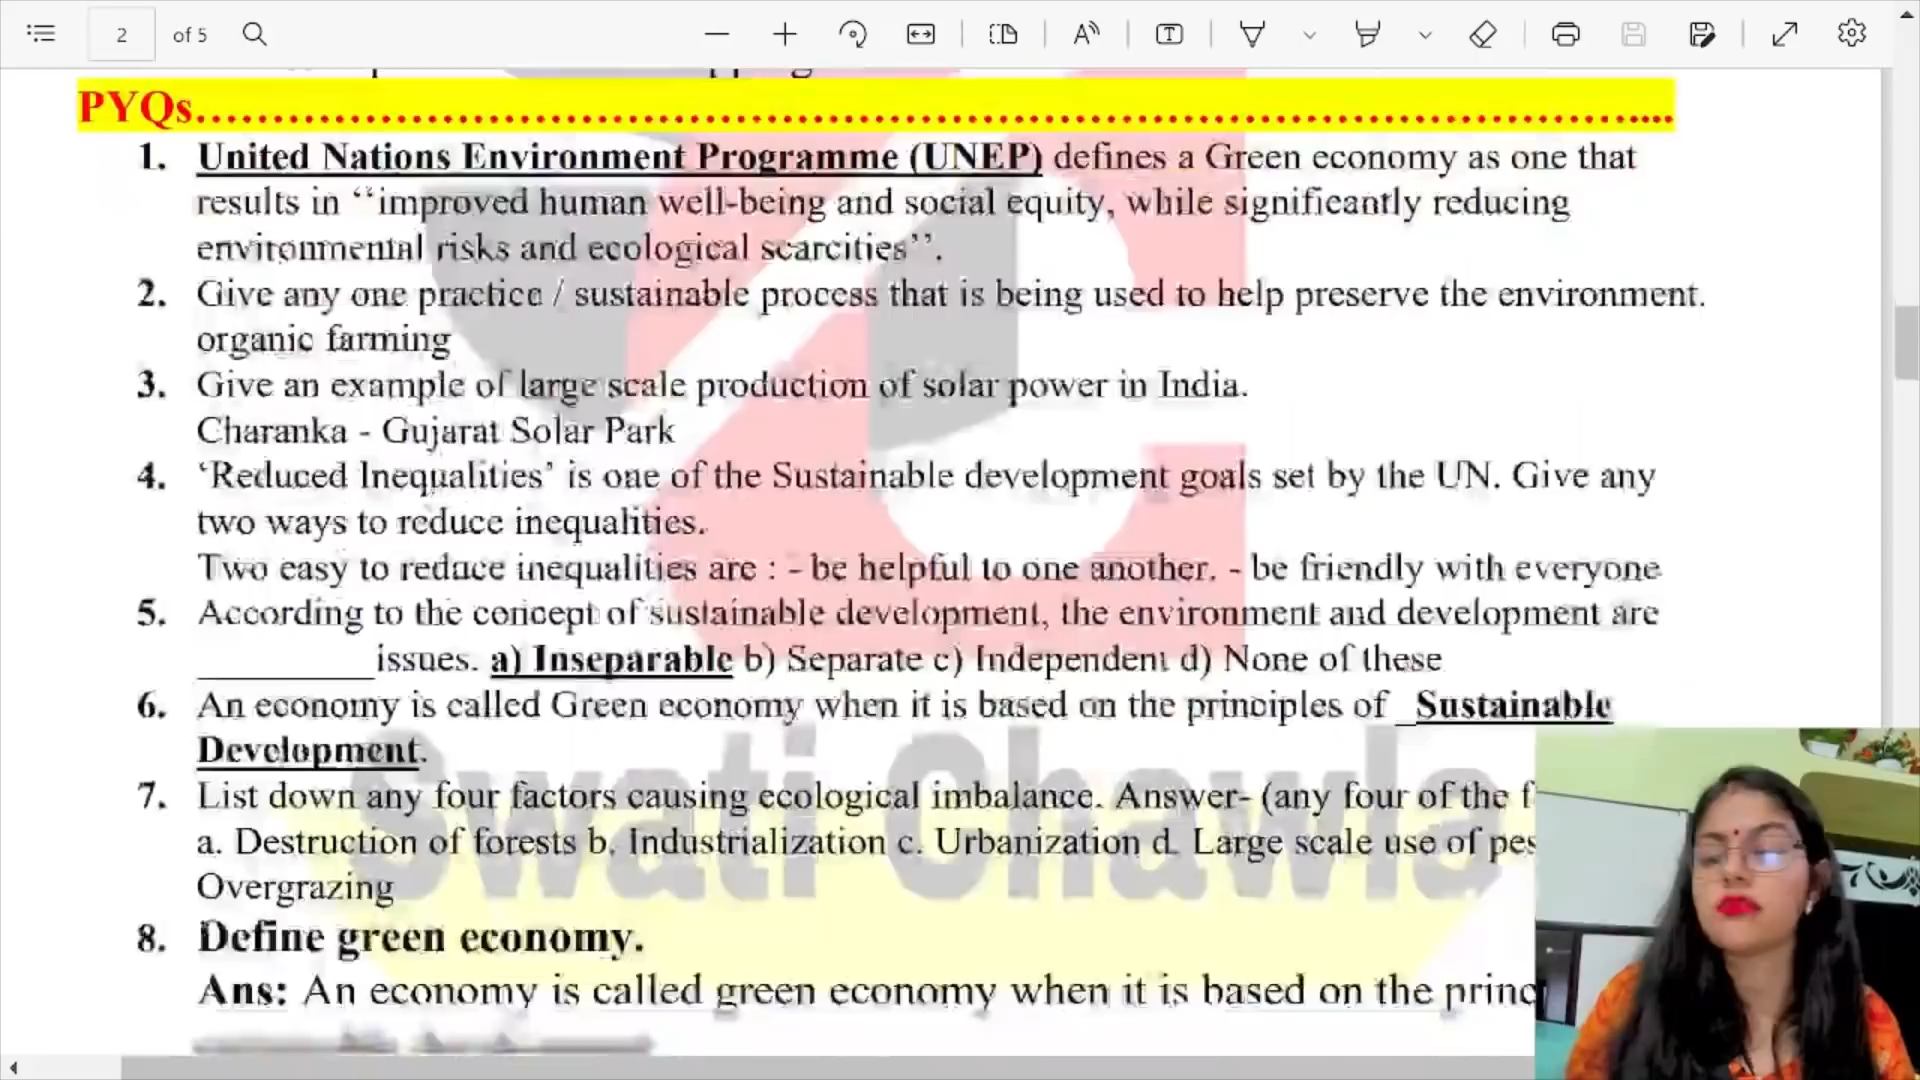 2 of 5
PYQs
1. United Nations Environment Programme (UNEP) defines a Green economy as one that
results in ‘‘improved human well-being and social equity, while significantly reducing
environmental risks and ecological scarcities’’.
2. Give any one practice / sustainable process that is being used to help preserve the environment.
organic farming
3. Give an example of large scale production of solar power in India.
Charanka - Gujarat Solar Park
4. ‘Reduced Inequalities’ is one of the Sustainable development goals set by the UN. Give any
two ways to reduce inequalities.
Two easy to reduce inequalities are : - be helpful to one another. - be friendly with everyone
5. According to the concept of sustainable development, the environment and development are
__________ issues. a) Inseparable b) Separate c) Independent d) None of these
6. An economy is called Green economy when it is based on the principles of _Sustainable
Development.
7. List down any four factors causing ecological imbalance. Answer- (any four of the f
a. Destruction of forests b. Industrialization c. Urbanization d. Large scale use of pes
Overgrazing
8. Define green economy.
Ans: An economy is called green economy when it is based on the princ
Swati Chawla